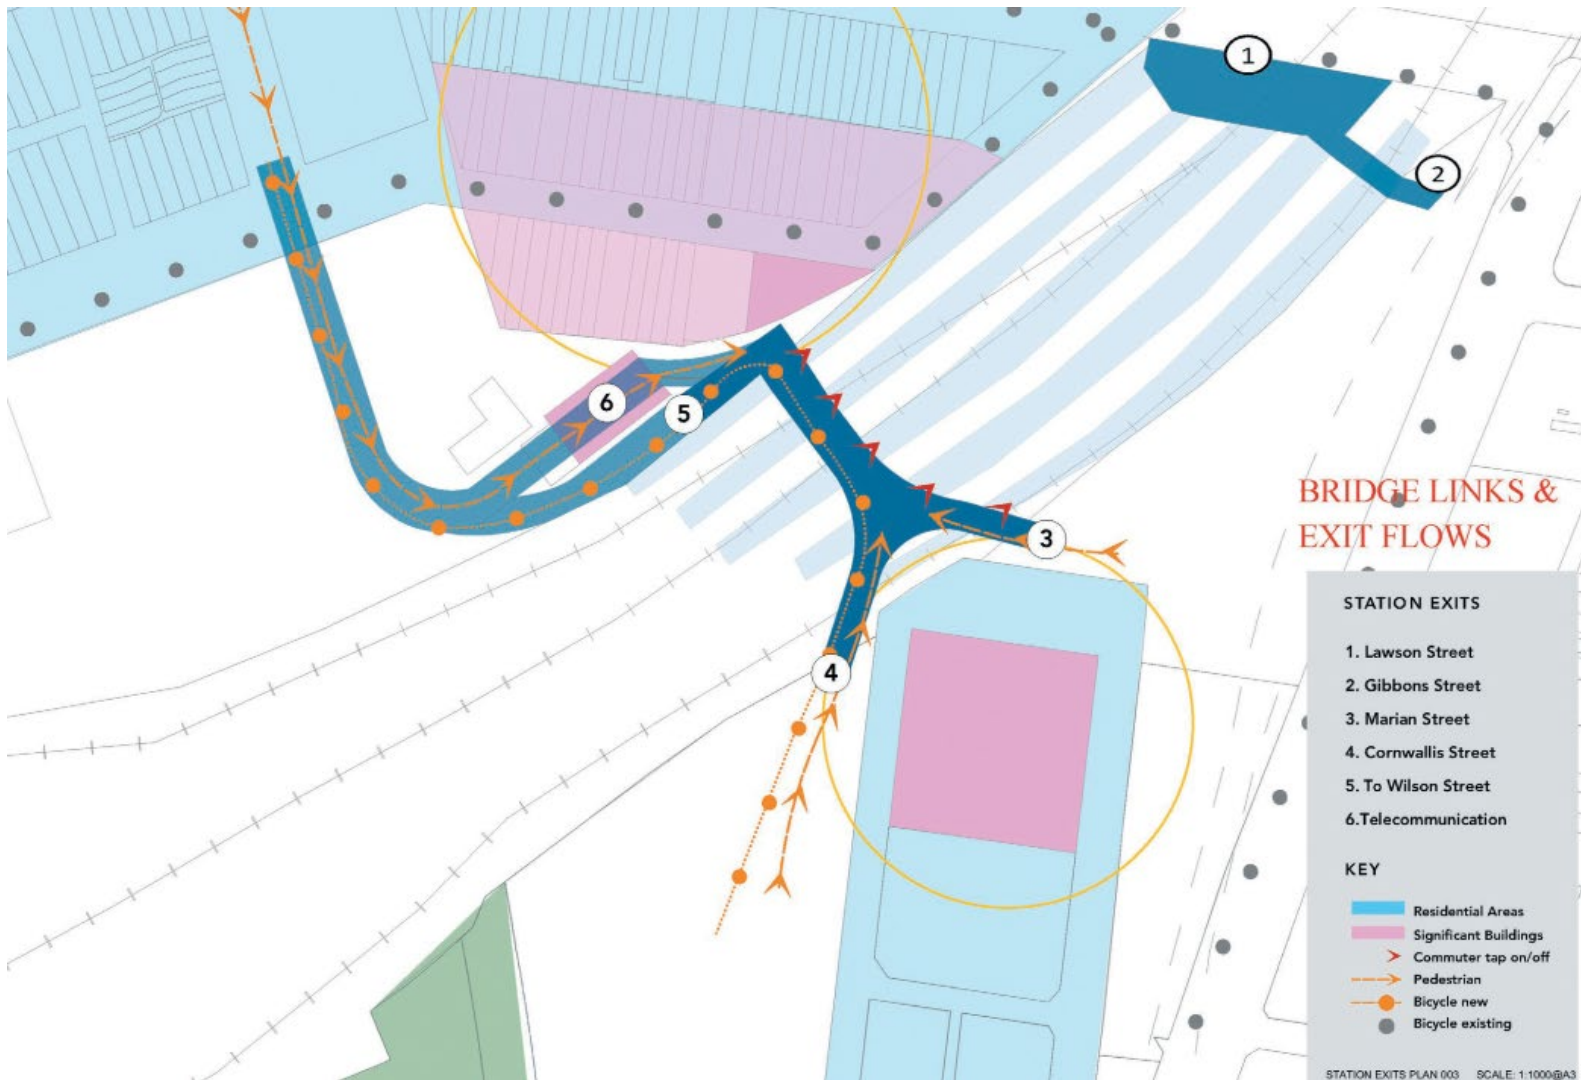 1
2
6
5
3
4
BRIDGE LINKS &
EXIT FLOWS
STATION EXITS
1. Lawson Street
2. Gibbons Street
3. Marian Street
4. Cornwallis Street
5. To Wilson Street
6.Telecommunication
KEY
Residential Areas
Significant Buildings
Commuter tap on/off
Pedestrian
Bicycle new
Bicycle existing
STATION EXITS PLAN 003 SCALE: 1:1000@A3